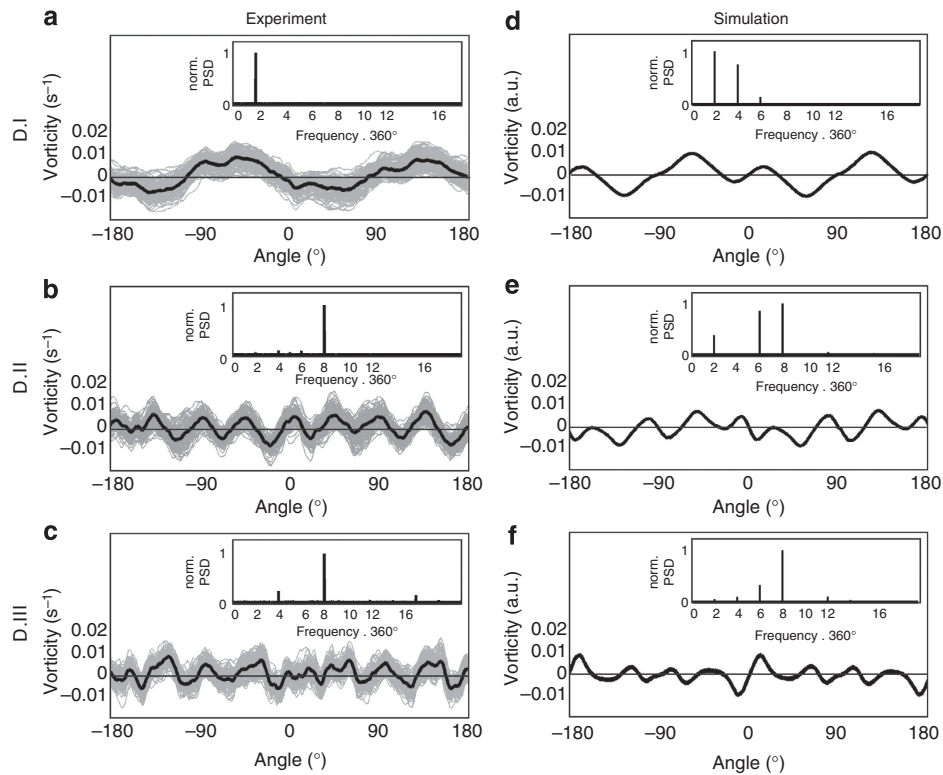 a
Experiment
D.I
Vorticity (s⁻¹)
0.02
0.01
0
−0.01
norm.
PSD
1
0
0 2 4 6 8 10 12 16
Frequency . 360°
−180 −90 0 90 180
Angle (°)
d
Simulation
Vorticity (a.u.)
0.02
0.01
0
−0.01
norm.
PSD
1
0
0 2 4 6 8 10 12 16
Frequency . 360°
−180 −90 0 90 180
Angle (°)
b
D.II
Vorticity (s⁻¹)
0.02
0.01
0
−0.01
norm.
PSD
1
0
0 2 4 6 8 10 12 16
Frequency . 360°
−180 −90 0 90 180
Angle (°)
e
Vorticity (a.u.)
0.02
0.01
0
−0.01
norm.
PSD
1
0
0 2 4 6 8 10 12 16
Frequency . 360°
−180 −90 0 90 180
Angle (°)
c
D.III
Vorticity (s⁻¹)
0.02
0.01
0
−0.01
norm.
PSD
1
0
0 2 4 6 8 10 12 16
Frequency . 360°
−180 −90 0 90 180
Angle (°)
f
Vorticity (a.u.)
0.02
0.01
0
−0.01
norm.
PSD
1
0
0 2 4 6 8 10 12 16
Frequency . 360°
−180 −90 0 90 180
Angle (°)